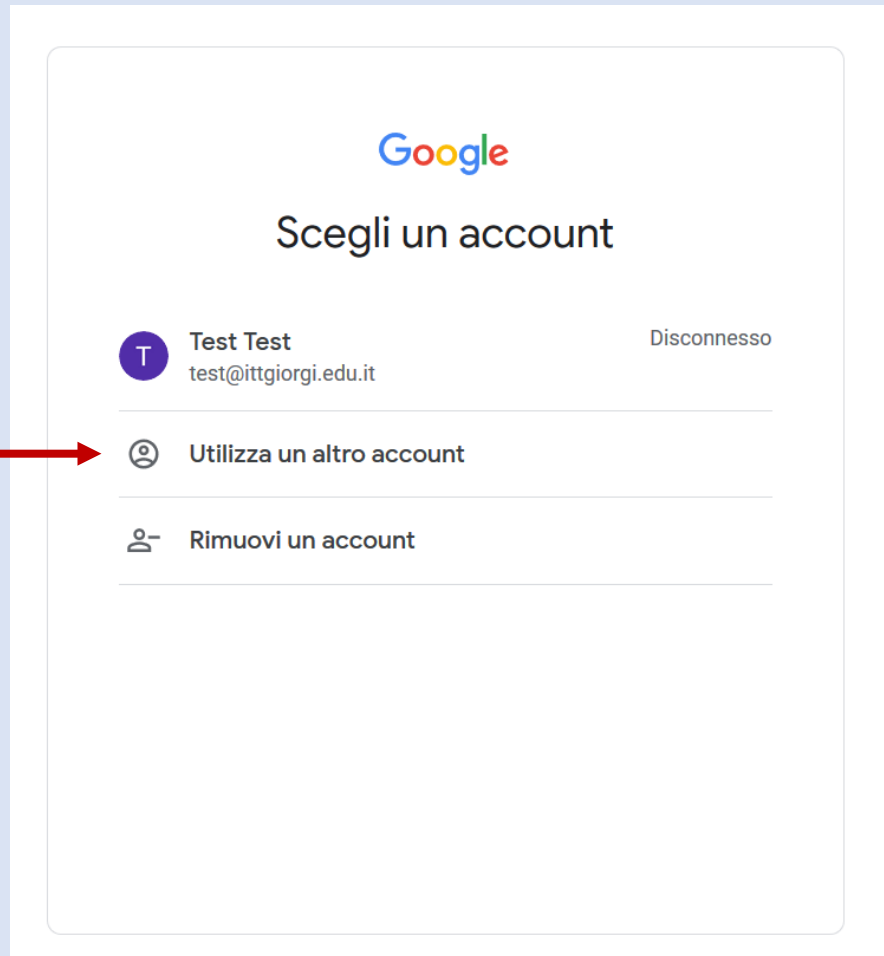 Google
Scegli un account
T
Test Test
Disconnesso
test@ittgiorgi.edu.it
Utilizza un altro account
Rimuovi un account